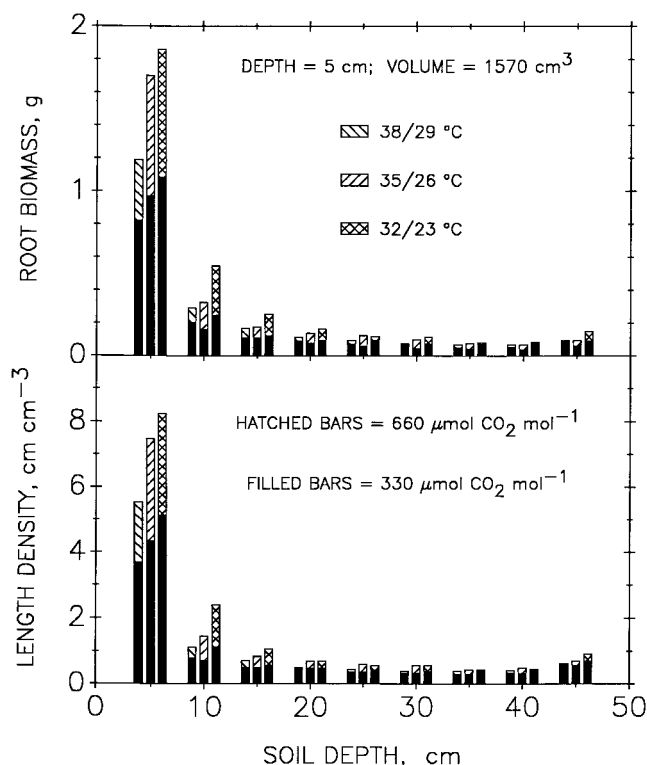 2
DEPTH = 5 cm; VOLUME = 1570 cm³
38/29 °C
35/26 °C
32/23 °C
1
0
ROOT BIOMASS, g
8
HATCHED BARS = 660 μmol CO₂ mol⁻¹
FILLED BARS = 330 μmol CO₂ mol⁻¹
6
4
2
0
LENGTH DENSITY, cm cm⁻³
0 10 20 30 40 50
SOIL DEPTH, cm